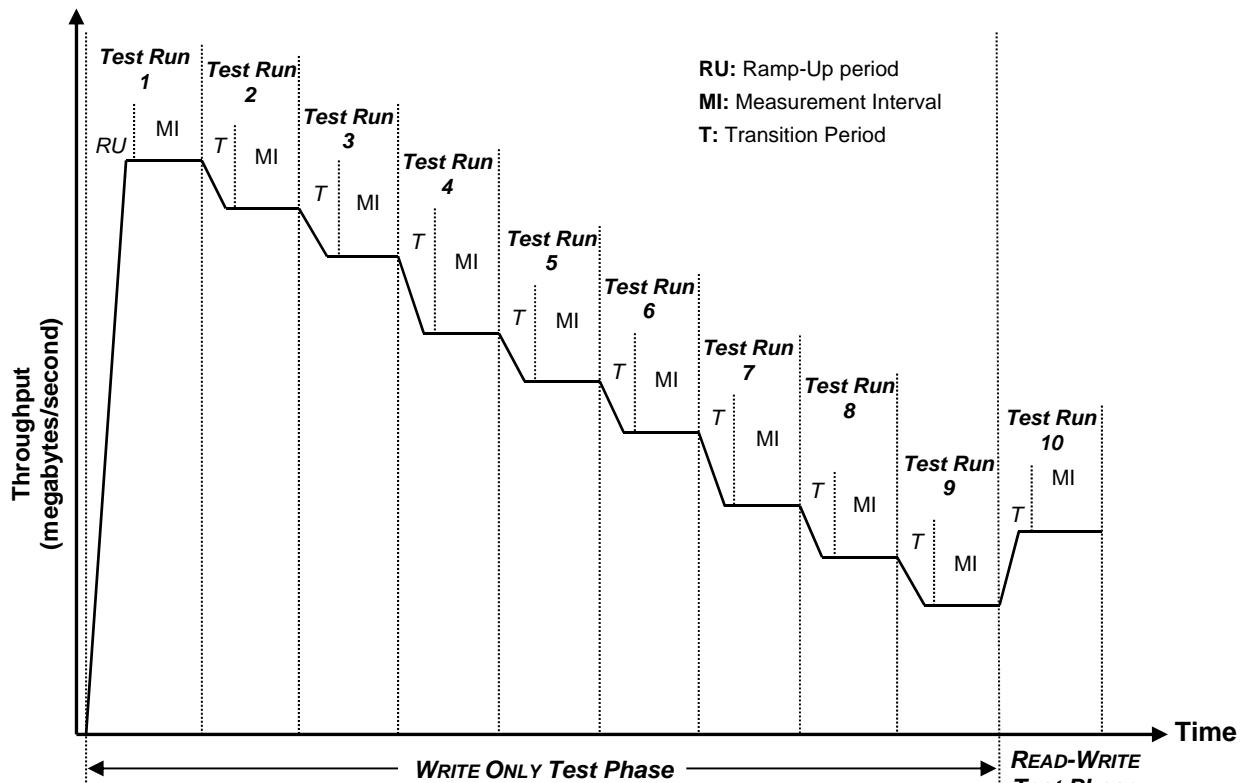 Test Run
1
Test Run
2
Test Run
3
Test Run
4
Test Run
5
Test Run
6
Test Run
7
Test Run
8
Test Run
9
Test Run
10
RU: Ramp-Up period
MI: Measurement Interval
T: Transition Period
RU
MI
T
MI
T
MI
T
MI
T
MI
T
MI
T
MI
T
MI
T
MI
T
MI
Throughput
(megabytes/second)
Time
WRITE ONLY Test Phase
READ-WRITE
Test Phase